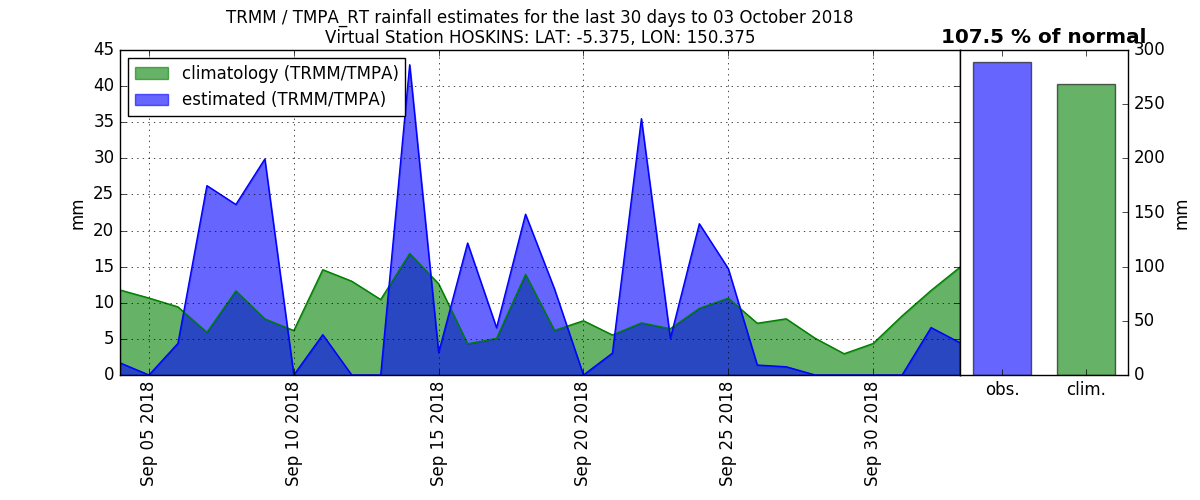 TRMM / TMPA_RT rainfall estimates for the last 30 days to 03 October 2018
Virtual Station HOSKINS: LAT: -5.375, LON: 150.375
107.5 % of normal
climatology (TRMM/TMPA)
estimated (TRMM/TMPA)
45
40
35
30
25
20
15
10
5
0
mm
Sep 05 2018
Sep 10 2018
Sep 15 2018
Sep 20 2018
Sep 25 2018
Sep 30 2018
300
250
200
150
100
50
0
mm
obs.
clim.